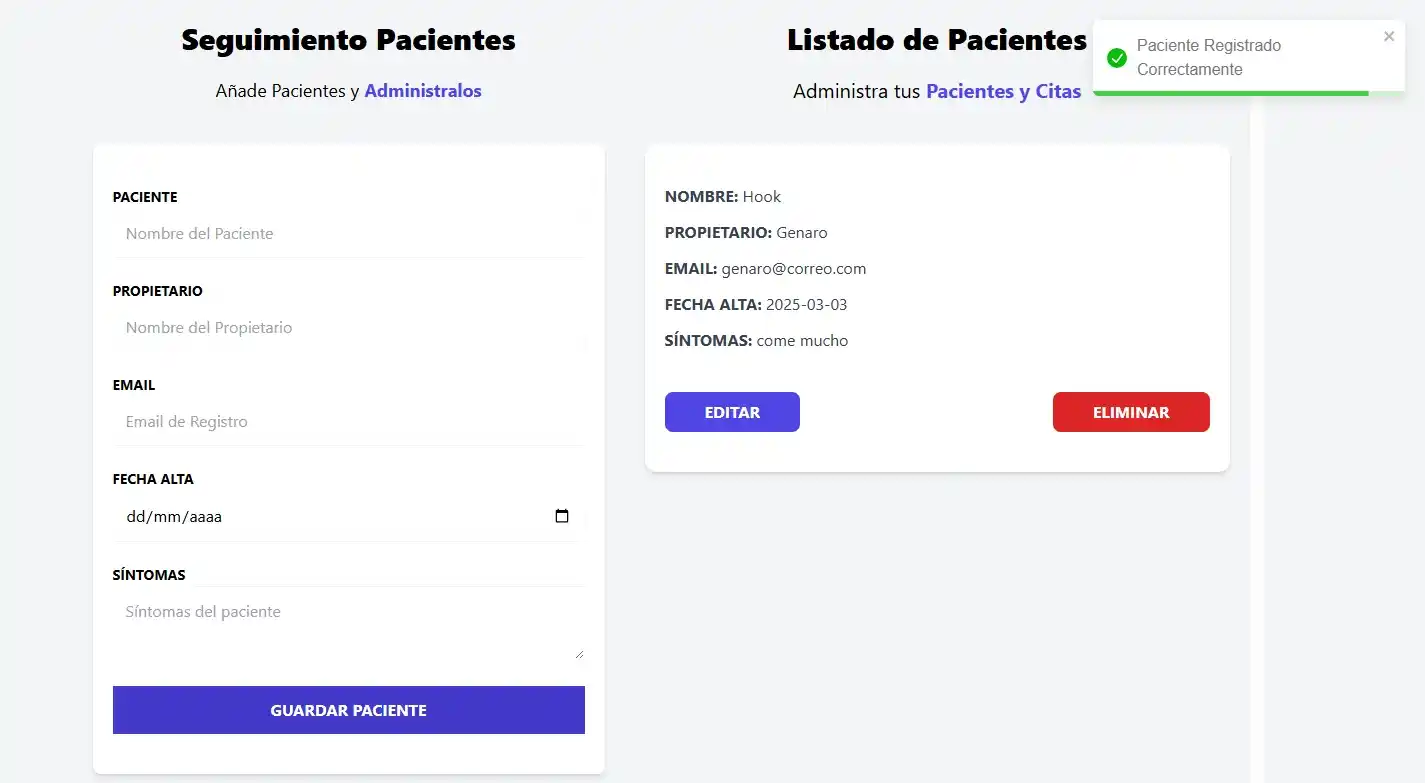 Seguimiento Pacientes
Añade Pacientes y Administralos
PACIENTE
Nombre del Paciente
PROPIETARIO
Nombre del Propietario
EMAIL
Email de Registro
FECHA ALTA
dd/mm/aaaa
SÍNTOMAS
Síntomas del paciente
GUARDAR PACIENTE
Listado de Pacientes
Administra tus Pacientes y Citas
NOMBRE: Hook
PROPIETARIO: Genaro
EMAIL: genaro@correo.com
FECHA ALTA: 2025-03-03
SÍNTOMAS: come mucho
EDITAR
ELIMINAR
Paciente Registrado
Correctamente